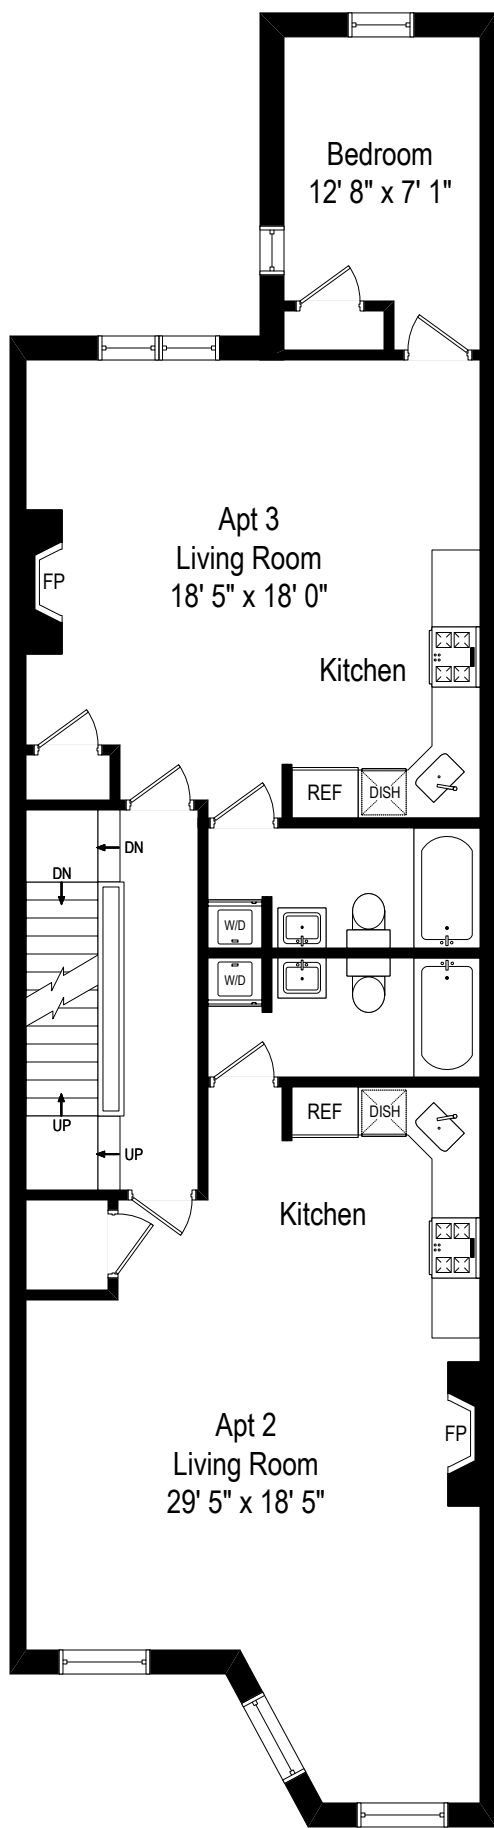 Bedroom
12' 8" x 7' 1"
Apt 3
Living Room
18' 5" x 18' 0"
FP
Kitchen
REF
DISH
DN
DN
W/D
W/D
UP
UP
REF
DISH
Kitchen
Apt 2
Living Room
29' 5" x 18' 5"
FP